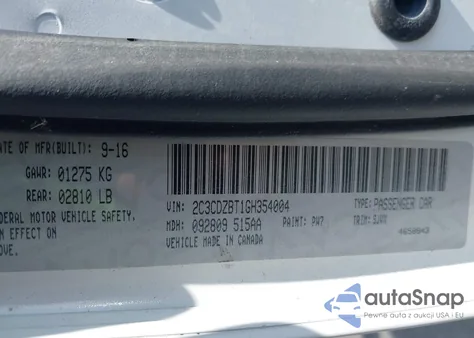 ATE OF MFR(BUILT): 9-16
GAWR: 01275 KG
REAR: 02810 LB
DERAL MOTOR VEHICLE SAFETY.
N EFFECT ON
OVE.
VIN: 2C3CDZBT1GH354004
TYPE: PASSENGER CAR
MDH: 092809 515AA
PAINT: PW7
TRIM: SJVX
VEHICLE MADE IN CANADA
autoSnap
Pewne auta z aukcji USA i EU